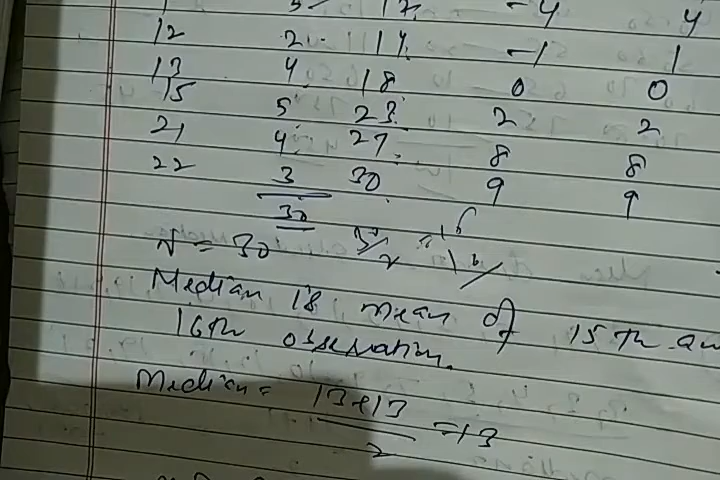 12 2 14 -1 1
13 4 18 0 0
15 5 23 2 2
21 4 27 8 8
22 3 30 9 9
30
N = 30 30/2
Median is mean of 15th
16th observation.
Median = 13+13 = 13
2